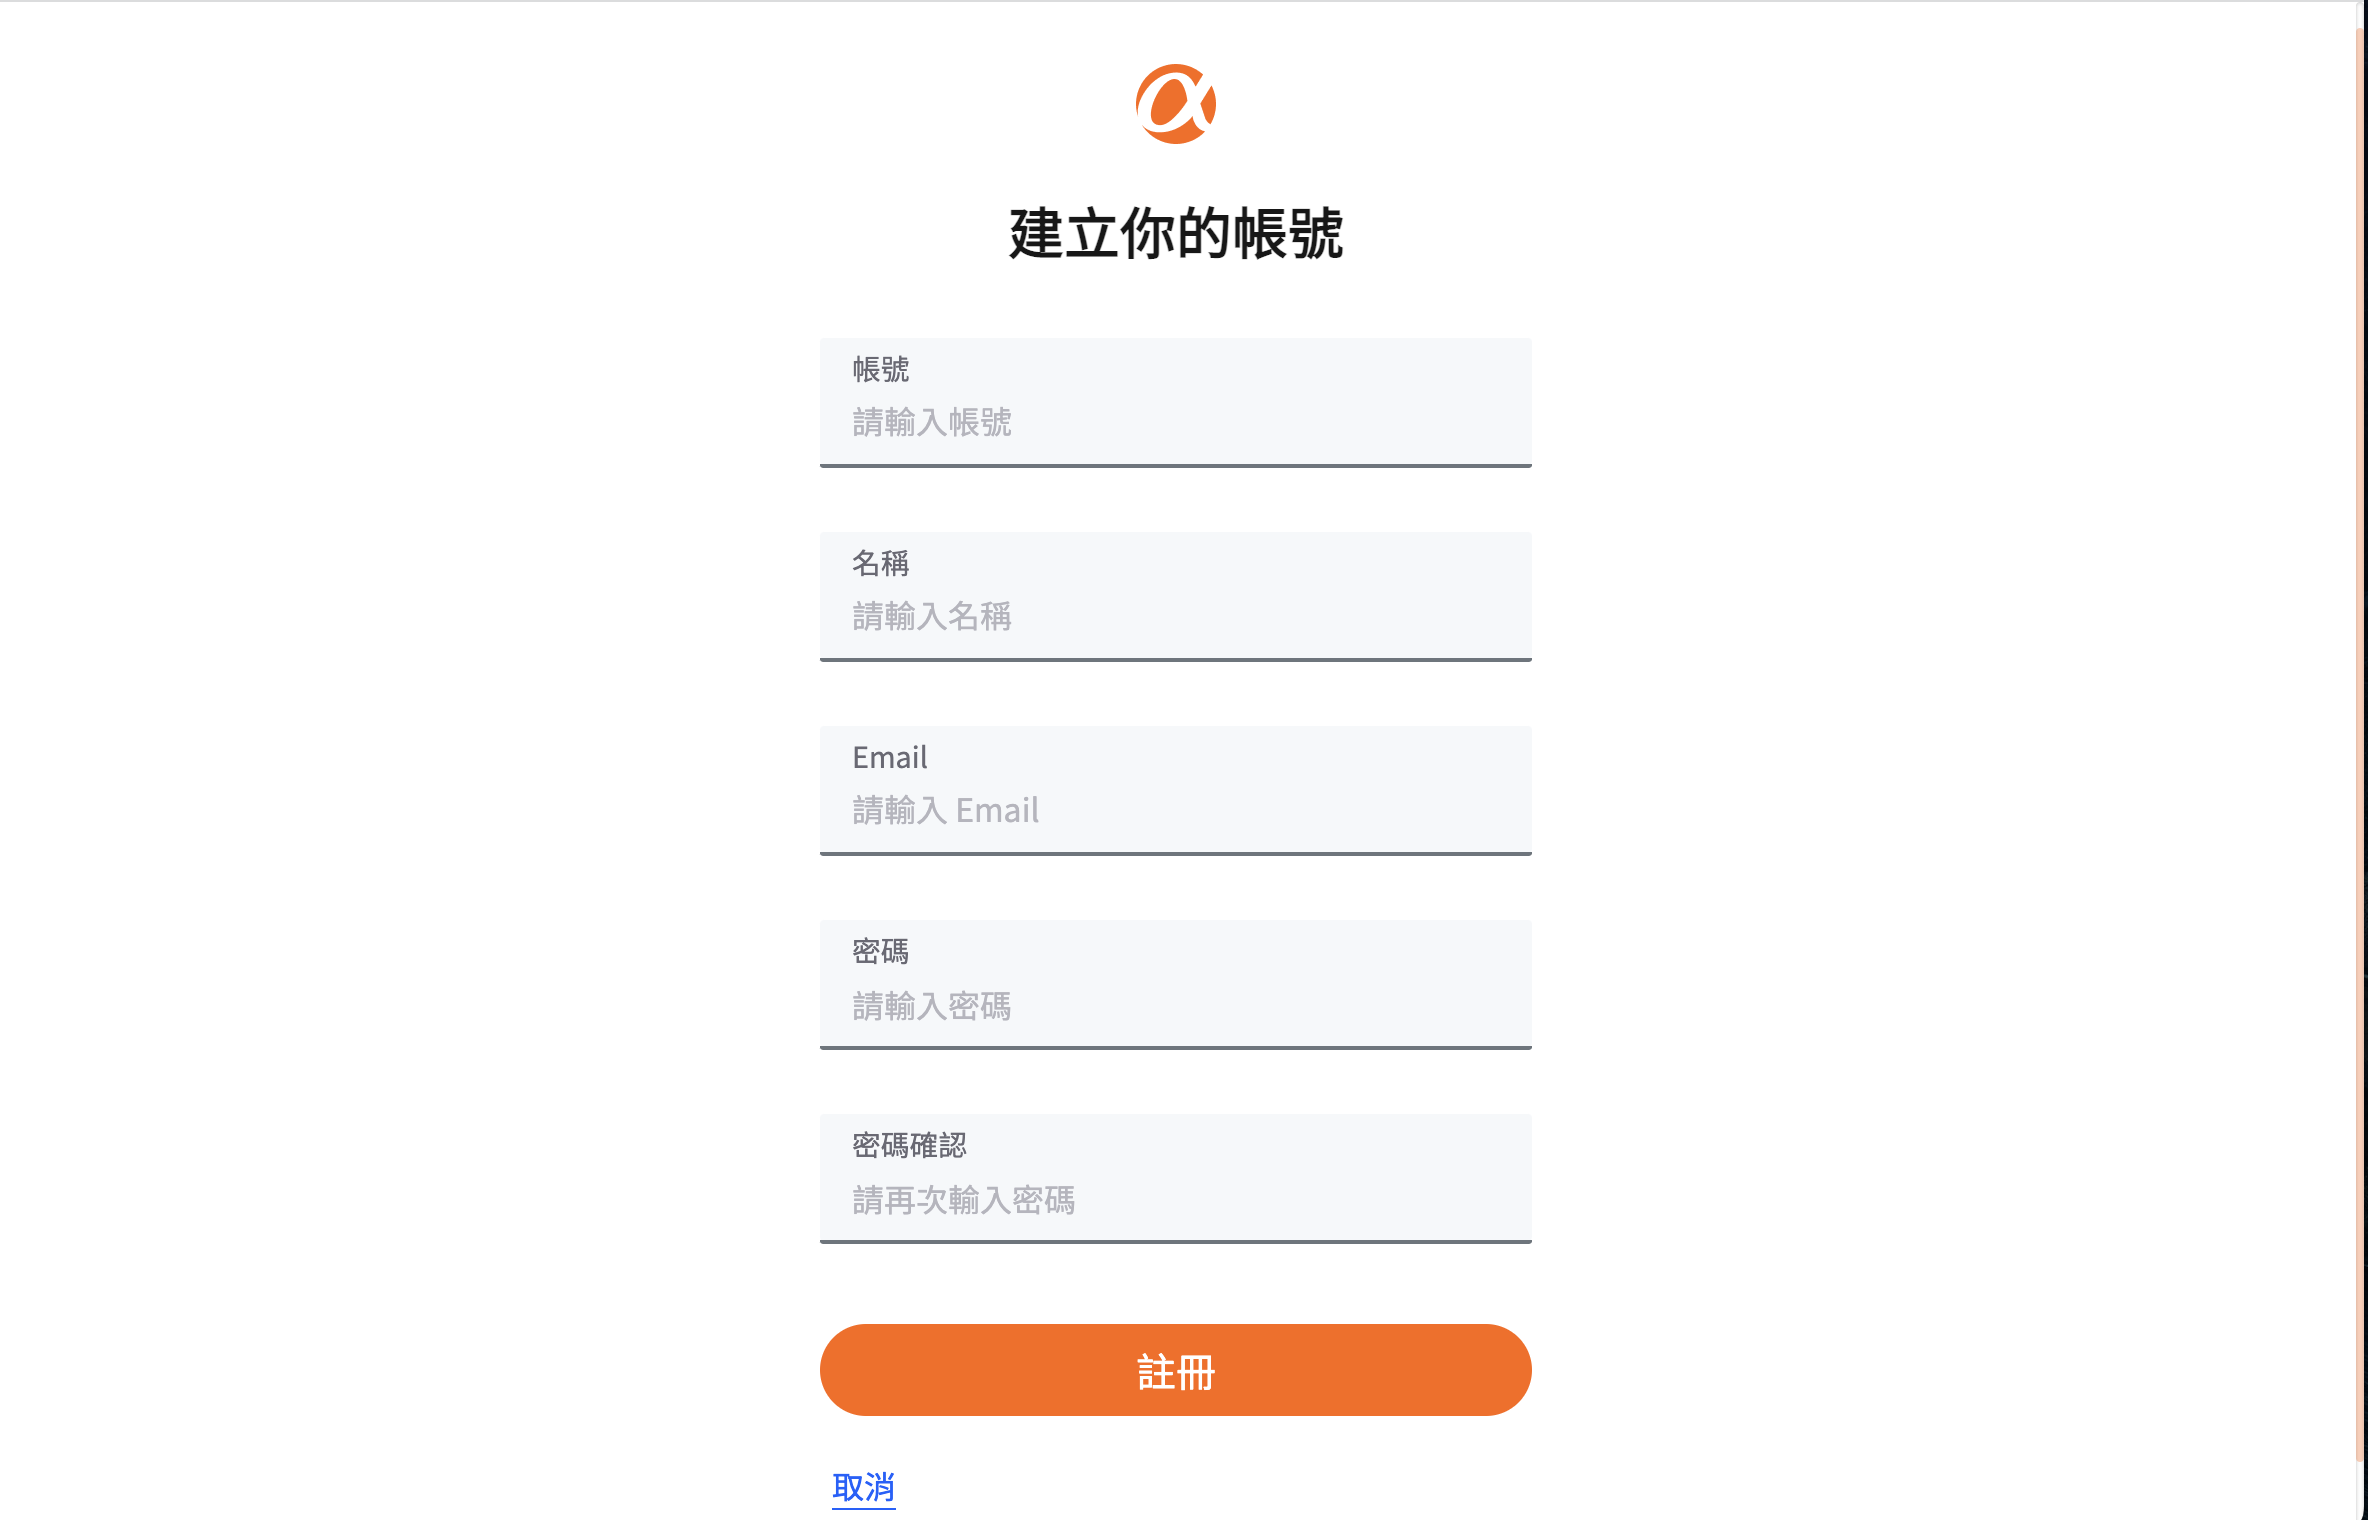 建立你的帳號
帳號
請輸入帳號
名稱
請輸入名稱
Email
請輸入 Email
密碼
請輸入密碼
密碼確認
請再次輸入密碼
註冊
取消